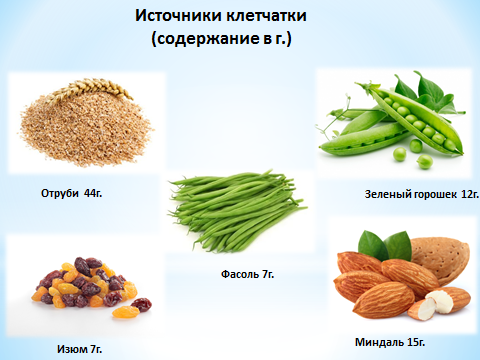 Источники клетчатки
(содержание в г.)
Отруби 44г.
Зеленый горошек 12г.
Фасоль 7г.
Изюм 7г.
Миндаль 15г.